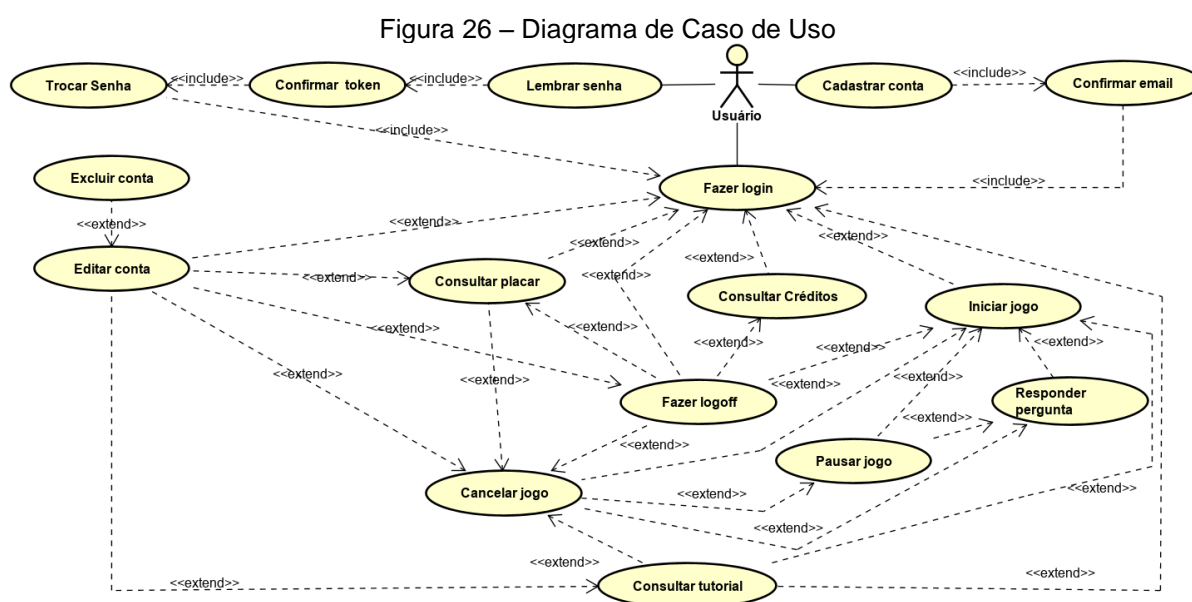 Figura 26 – Diagrama de Caso de Uso
Trocar Senha
<<include>>
Confirmar token
<<include>>
Lembrar senha
Usuário
Cadastrar conta
<<include>>
Confirmar email
<<include>>
Excluir conta
Fazer login
<<include>>
<<extend>>
<<extend>>
<<extend>>
<<extend>>
Editar conta
<<extend>>
Consultar placar
<<extend>>
<<extend>>
Consultar Créditos
Iniciar jogo
<<extend>>
<<extend>>
<<extend>>
<<extend>>
<<extend>>
<<extend>>
<<extend>>
<<extend>>
Fazer logoff
<<extend>>
Responder
pergunta
<<extend>>
<<extend>>
<<extend>>
Pausar jogo
Cancelar jogo
<<extend>>
<<extend>>
<<extend>>
<<extend>>
<<extend>>
Consultar tutorial
<<extend>>